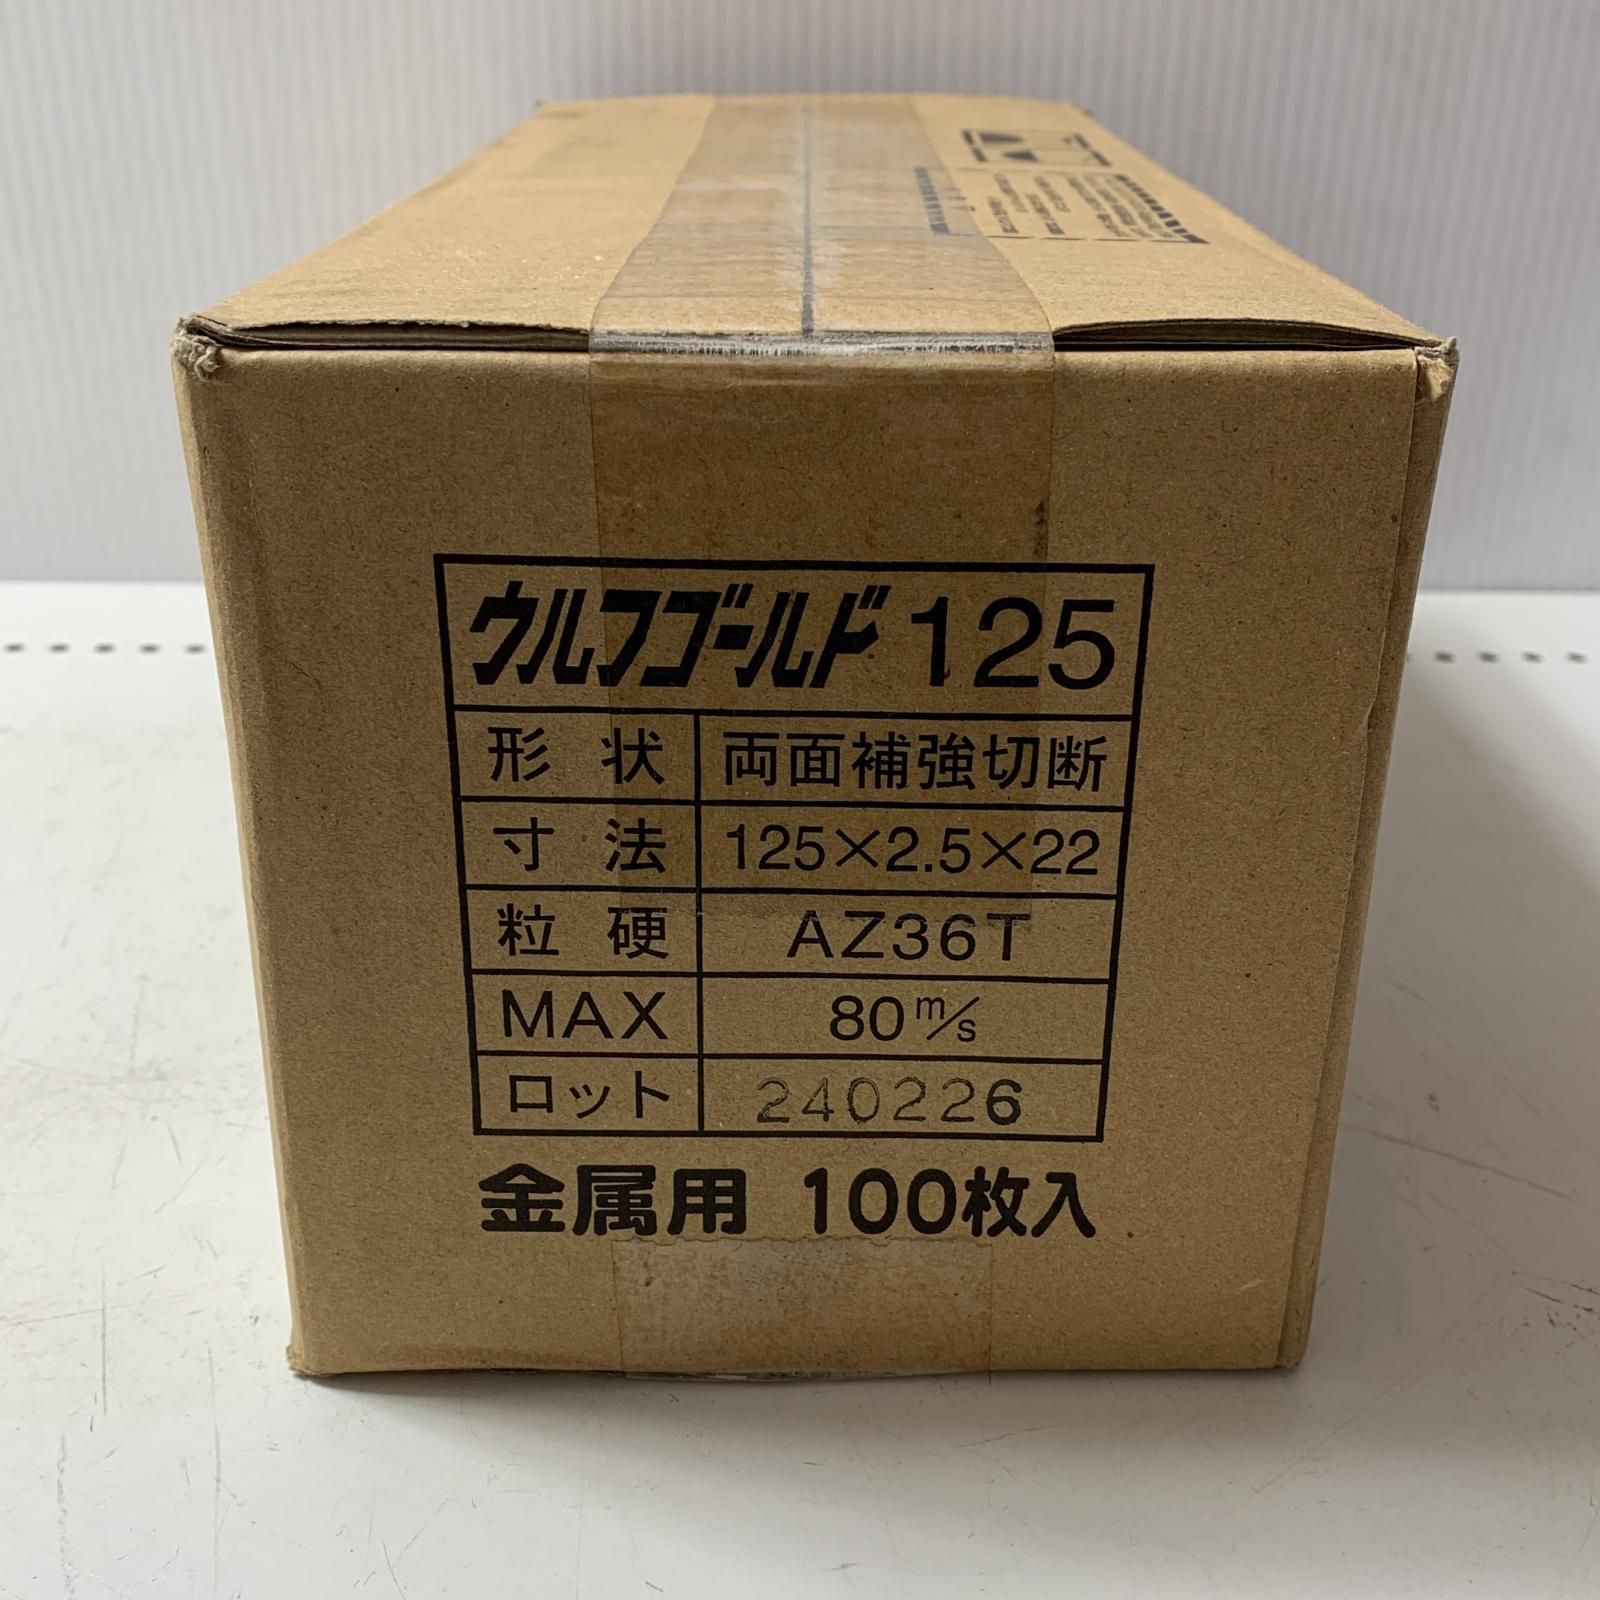 ウルフゴールド 125
形 状 両面補強切断
寸 法 125×2.5×22
粒 硬 AZ36T
MAX 80m/s
ロット 240226
金属用 100枚入